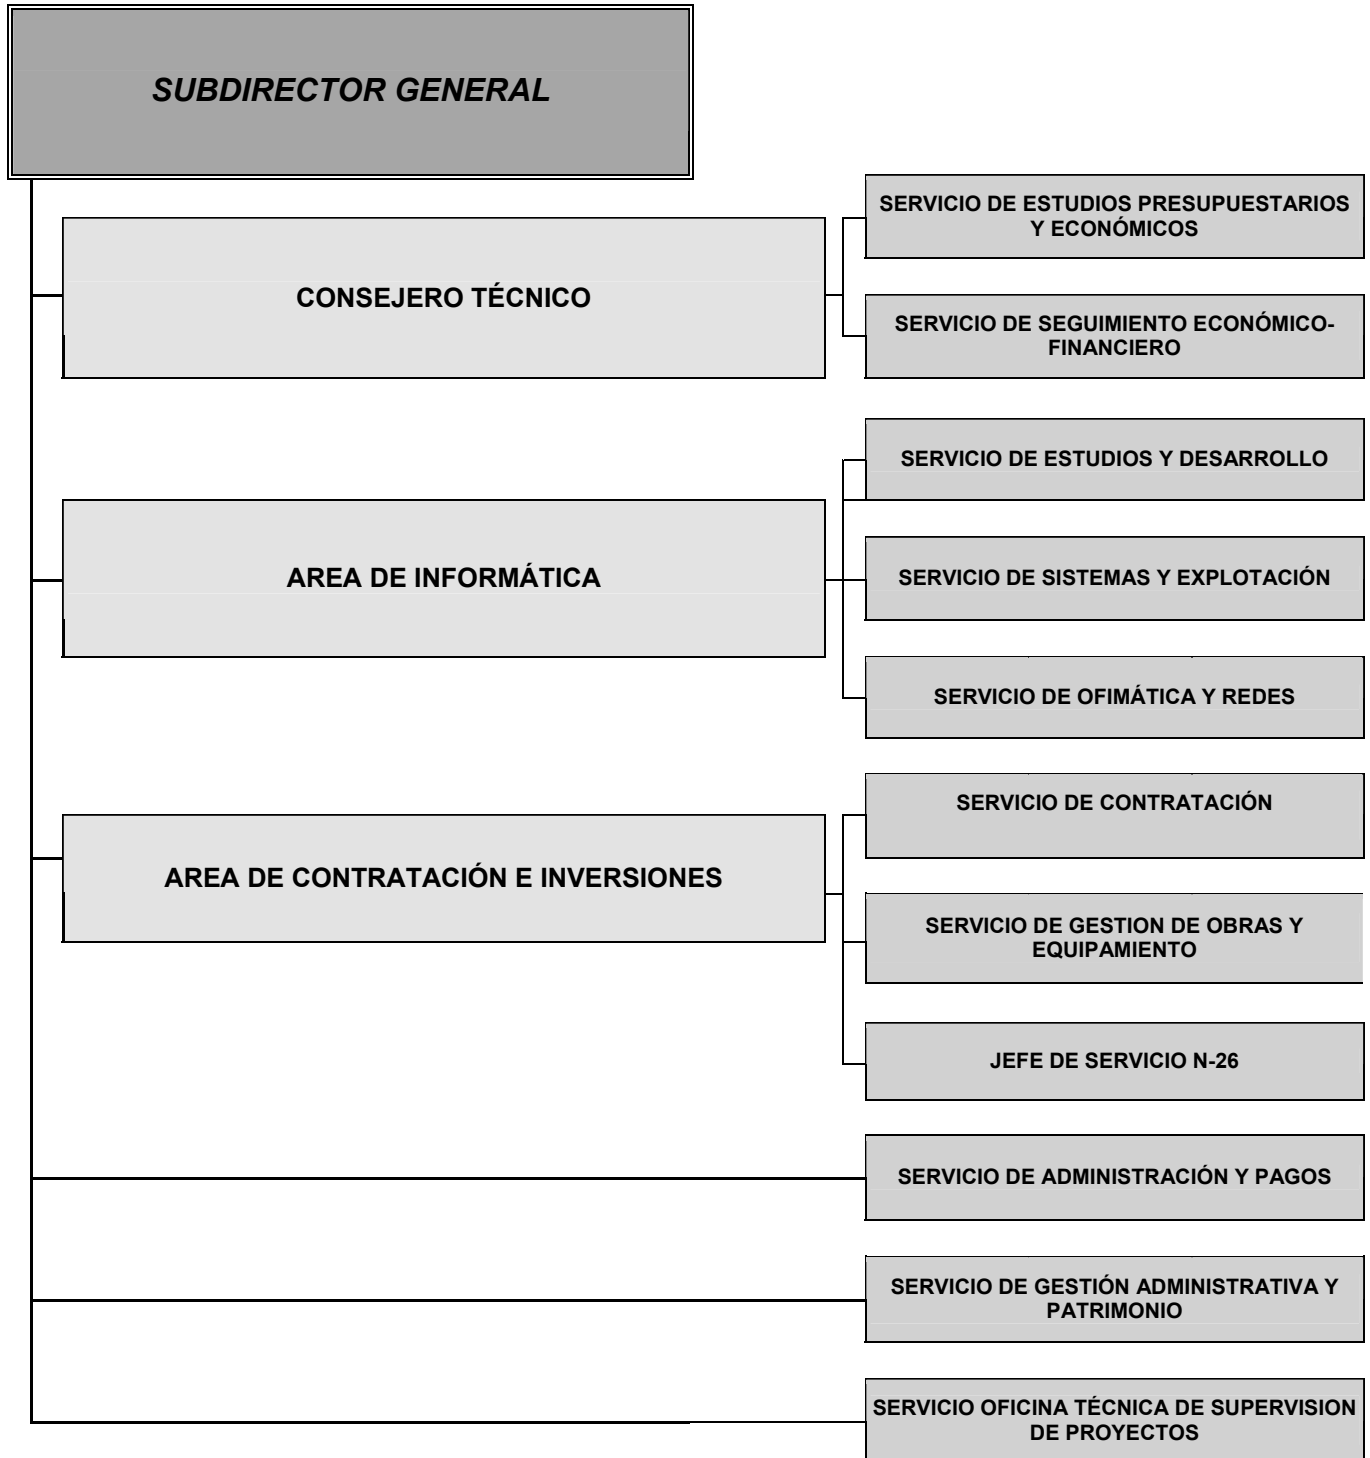 SUBDIRECTOR GENERAL
SERVICIO DE ESTUDIOS PRESUPUESTARIOS
Y ECONÓMICOS
CONSEJERO TÉCNICO
SERVICIO DE SEGUIMIENTO ECONÓMICO-
FINANCIERO
SERVICIO DE ESTUDIOS Y DESARROLLO
AREA DE INFORMÁTICA
SERVICIO DE SISTEMAS Y EXPLOTACIÓN
SERVICIO DE OFIMÁTICA Y REDES
SERVICIO DE CONTRATACIÓN
AREA DE CONTRATACIÓN E INVERSIONES
SERVICIO DE GESTION DE OBRAS Y
EQUIPAMIENTO
JEFE DE SERVICIO N-26
SERVICIO DE ADMINISTRACIÓN Y PAGOS
SERVICIO DE GESTIÓN ADMINISTRATIVA Y
PATRIMONIO
SERVICIO OFICINA TÉCNICA DE SUPERVISION
DE PROYECTOS